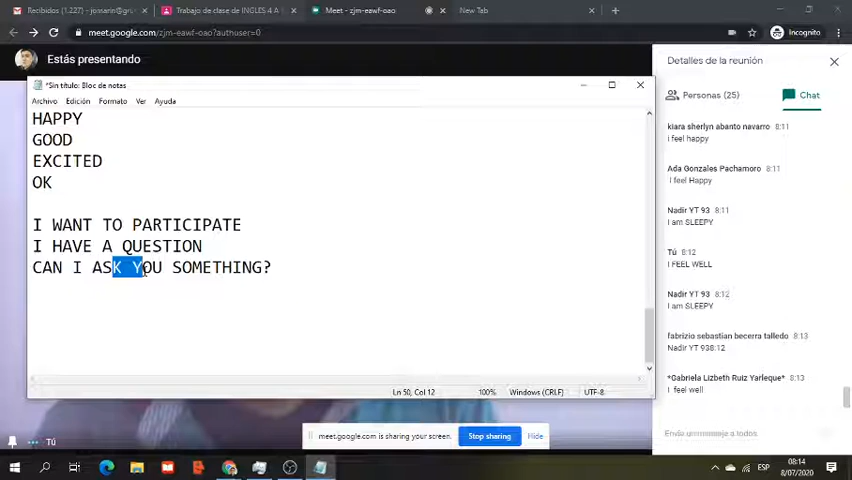 Recibidos (1.227) - jomarin@gru
Trabajo de clase de INGLES 4 A
Meet - zjm-eawf-oao
New Tab
meet.google.com/zjm-eawf-oao?authuser=0
Incognito
Estás presentando
Detalles de la reunión
*Sin título: Bloc de notas
Archivo Edición Formato Ver Ayuda
Personas (25)
Chat
HAPPY
GOOD
EXCITED
OK
I WANT TO PARTICIPATE
I HAVE A QUESTION
CAN I ASK YOU SOMETHING?
kiara sherlyn abanto navarro 8:11
i feel happy
Ada Gonzales Pachamoro 8:11
I feel Happy
Nadir YT 93 8:11
I am SLEEPY
Tú 8:12
I FEEL WELL
Nadir YT 93 8:12
I am SLEEPY
fabrizio sebastian becerra talledo 8:13
Nadir YT 938:12
*Gabriela Lizbeth Ruiz Yarleque* 8:13
I feel well
Ln 50, Col 12 100% Windows (CRLF) UTF-8
Tú
meet.google.com is sharing your screen. Stop sharing Hide
a todos
ESP
08:14
8/07/2020